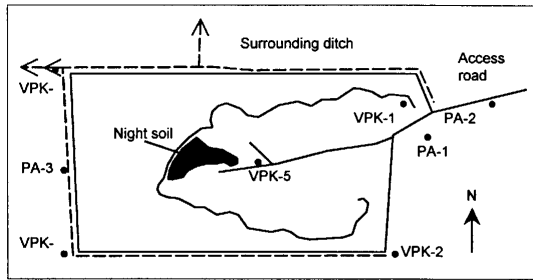 Surrounding ditch
Access
road
VPK-
VPK-1
PA-2
Night soil
PA-1
PA-3
VPK-5
N
VPK-
VPK-2